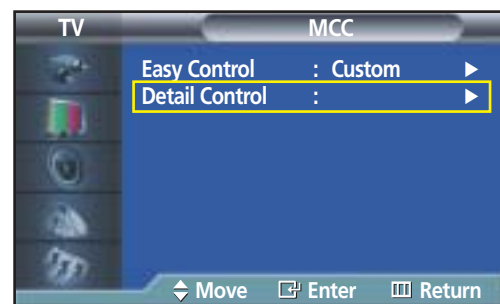 TV MCC
Easy Control : Custom ►
Detail Control : ►
Move Enter Return